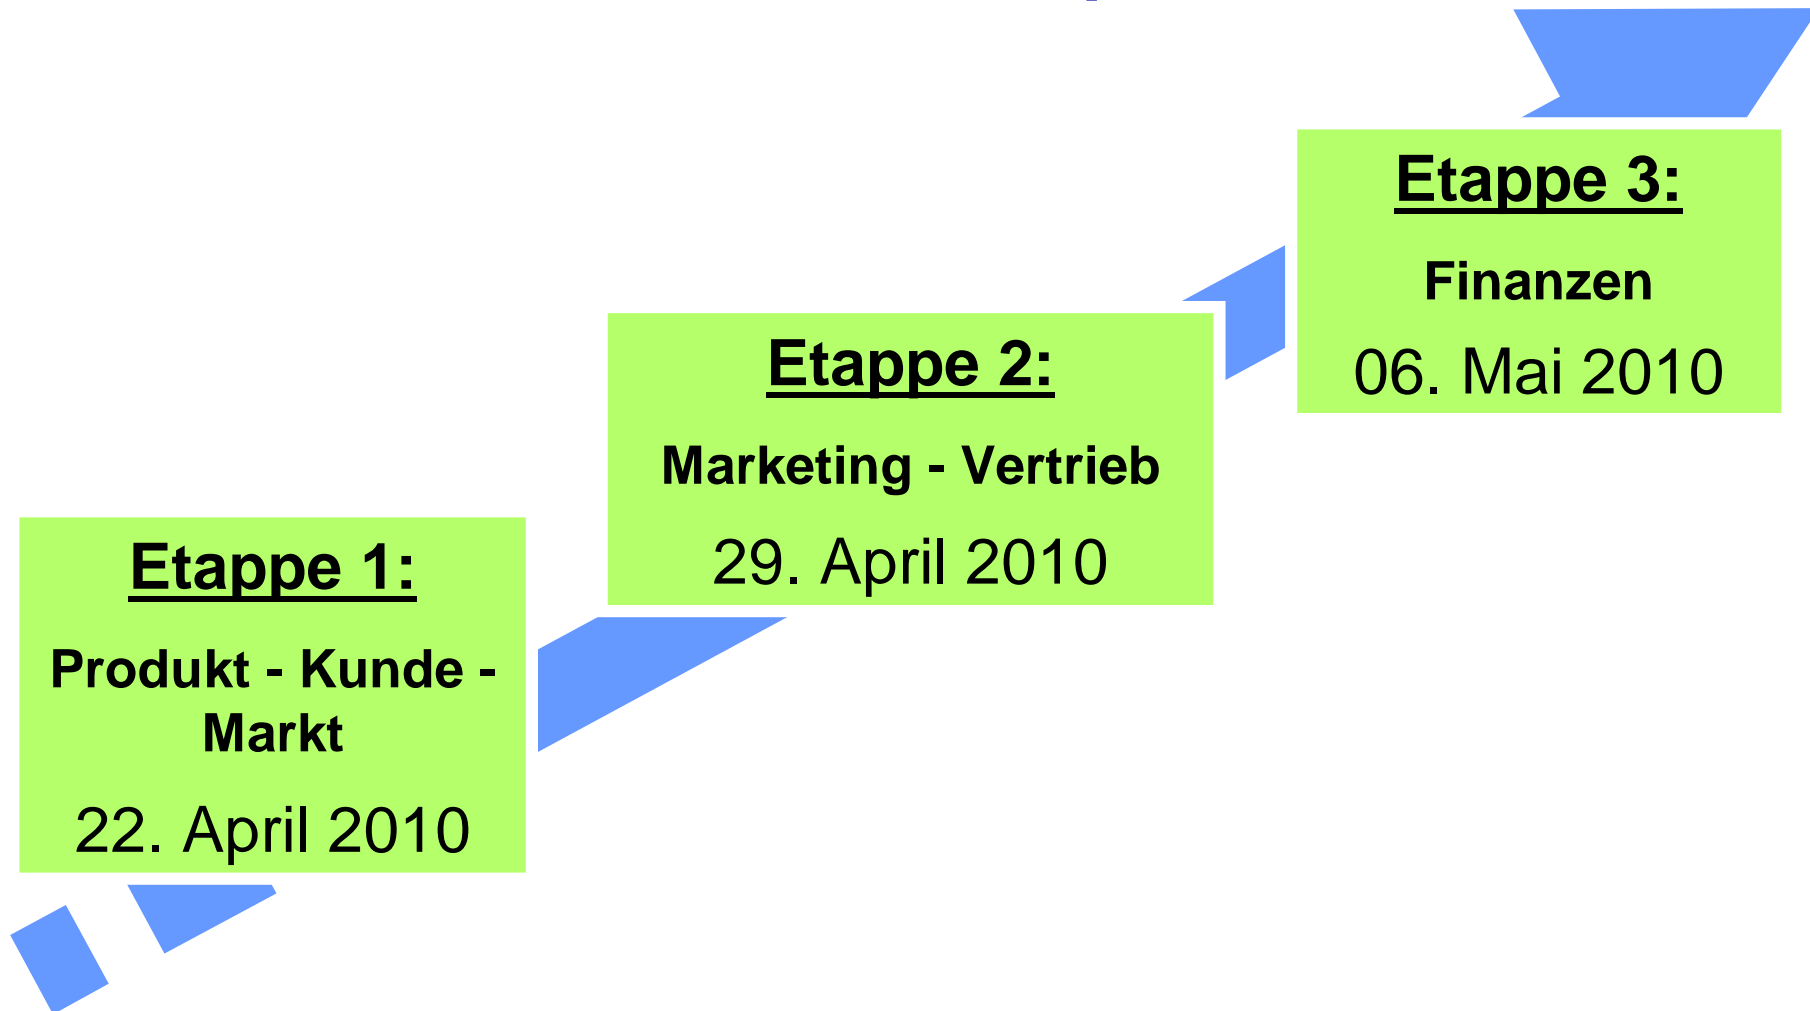 Etappe 1:
Produkt - Kunde -
Markt
22. April 2010
Etappe 2:
Marketing - Vertrieb
29. April 2010
Etappe 3:
Finanzen
06. Mai 2010